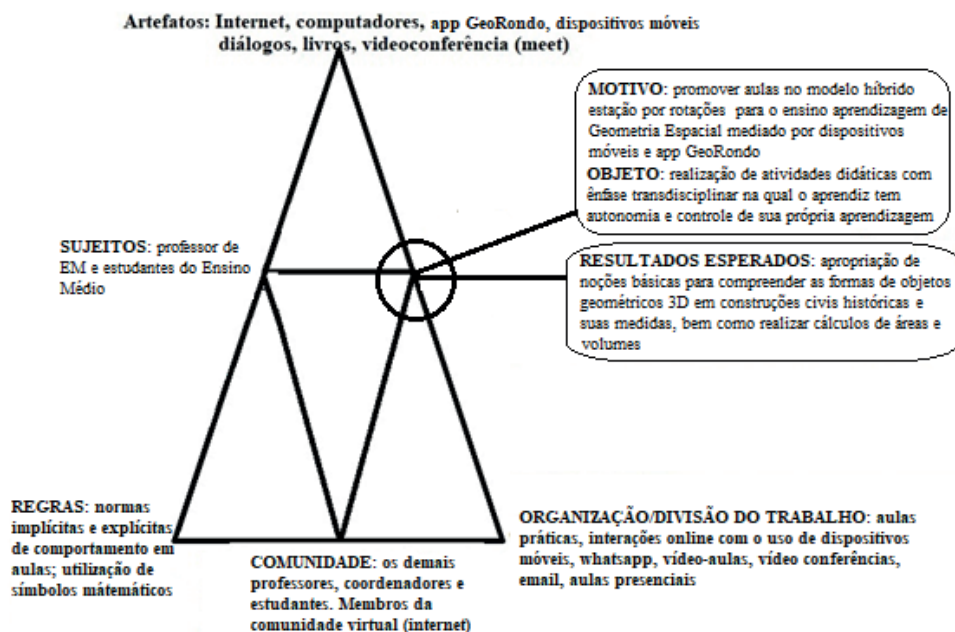 Artefatos: Internet, computadores, app GeoRondo, dispositivos móveis
diálogos, livros, videoconferência (meet)
MOTIVO: promover aulas no modelo híbrido
estação por rotações para o ensino aprendizagem de
Geometria Espacial mediado por dispositivos
móveis e app GeoRondo
OBJETO: realização de atividades didáticas com
ênfase transdisciplinar na qual o aprendiz tem
autonomia e controle de sua própria aprendizagem
SUJEITOS: professor de
EM e estudantes do Ensino
Médio
RESULTADOS ESPERADOS: apropriação de
noções básicas para compreender as formas de objetos
geométricos 3D em construções civis históricas e
suas medidas, bem como realizar cálculos de áreas e
volumes
REGRAS: normas
implícitas e explícitas
de comportamento em
aulas; utilização de
símbolos mátemáticos
COMUNIDADE: os demais
professores, coordenadores e
estudantes. Membros da
comunidade virtual (internet)
ORGANIZAÇÃO/DIVISÃO DO TRABALHO: aulas
práticas, interações online com o uso de dispositivos
móveis, whatsapp, vídeo-aulas, vídeo conferências,
email, aulas presenciais